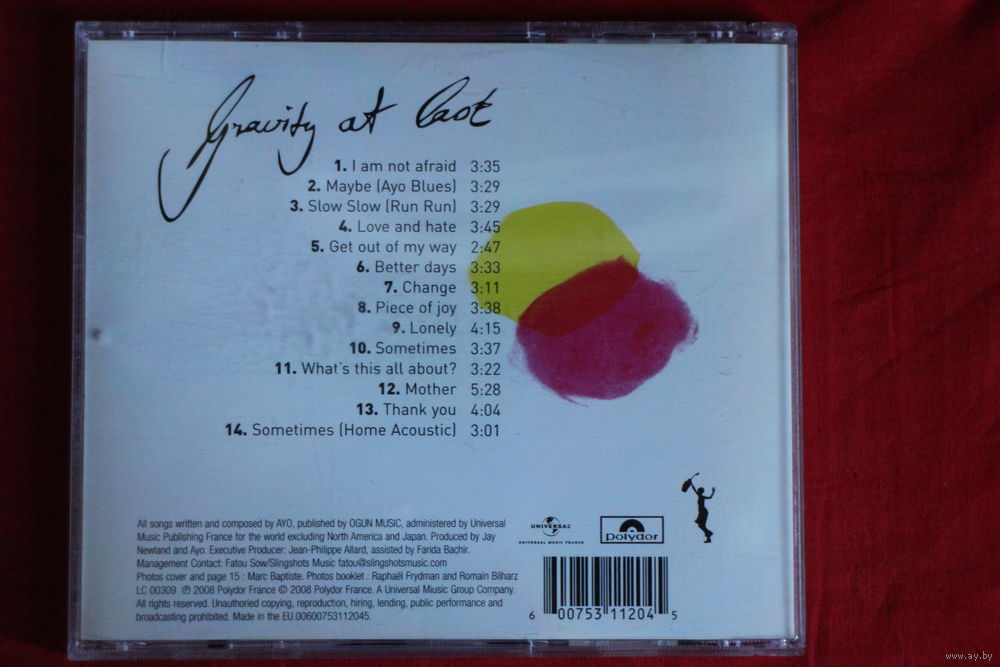 Gravity at last
1. I am not afraid 3:35
2. Maybe (Ayo Blues) 3:29
3. Slow Slow (Run Run) 3:29
4. Love and hate 3:45
5. Get out of my way 2:47
6. Better days 3:33
7. Change 3:11
8. Piece of joy 3:38
9. Lonely 4:15
10. Sometimes 3:37
11. What's this all about? 3:22
12. Mother 5:28
13. Thank you 4:04
14. Sometimes (Home Acoustic) 3:01
All songs written and composed by AYO, published by OGUN MUSIC, administered by Universal
Music Publishing France for the world excluding North America and Japan. Produced by Jay
Newland and Ayo. Executive Producer: Jean-Philippe Allard, assisted by Farida Bachir.
Management Contact: Fatou Sow/Slingshots Music fatou@slingshotsmusic.com
Photos cover and page 15 : Marc Baptiste. Photos booklet : Raphaël Frydman and Romain Bilharz
LC 00309 ℗ 2008 Polydor France © 2008 Polydor France. A Universal Miusic Group Company.
All rights reserved. Unauthoried copying, reproduction, hiring, lending, public performance and
broadcasting prohibited. Made in the EU.00600753112045.
UNIVERSAL
UNIVERSAL MUSIC FRANCE
polydor
6 00753 11204 5
www.ay.by